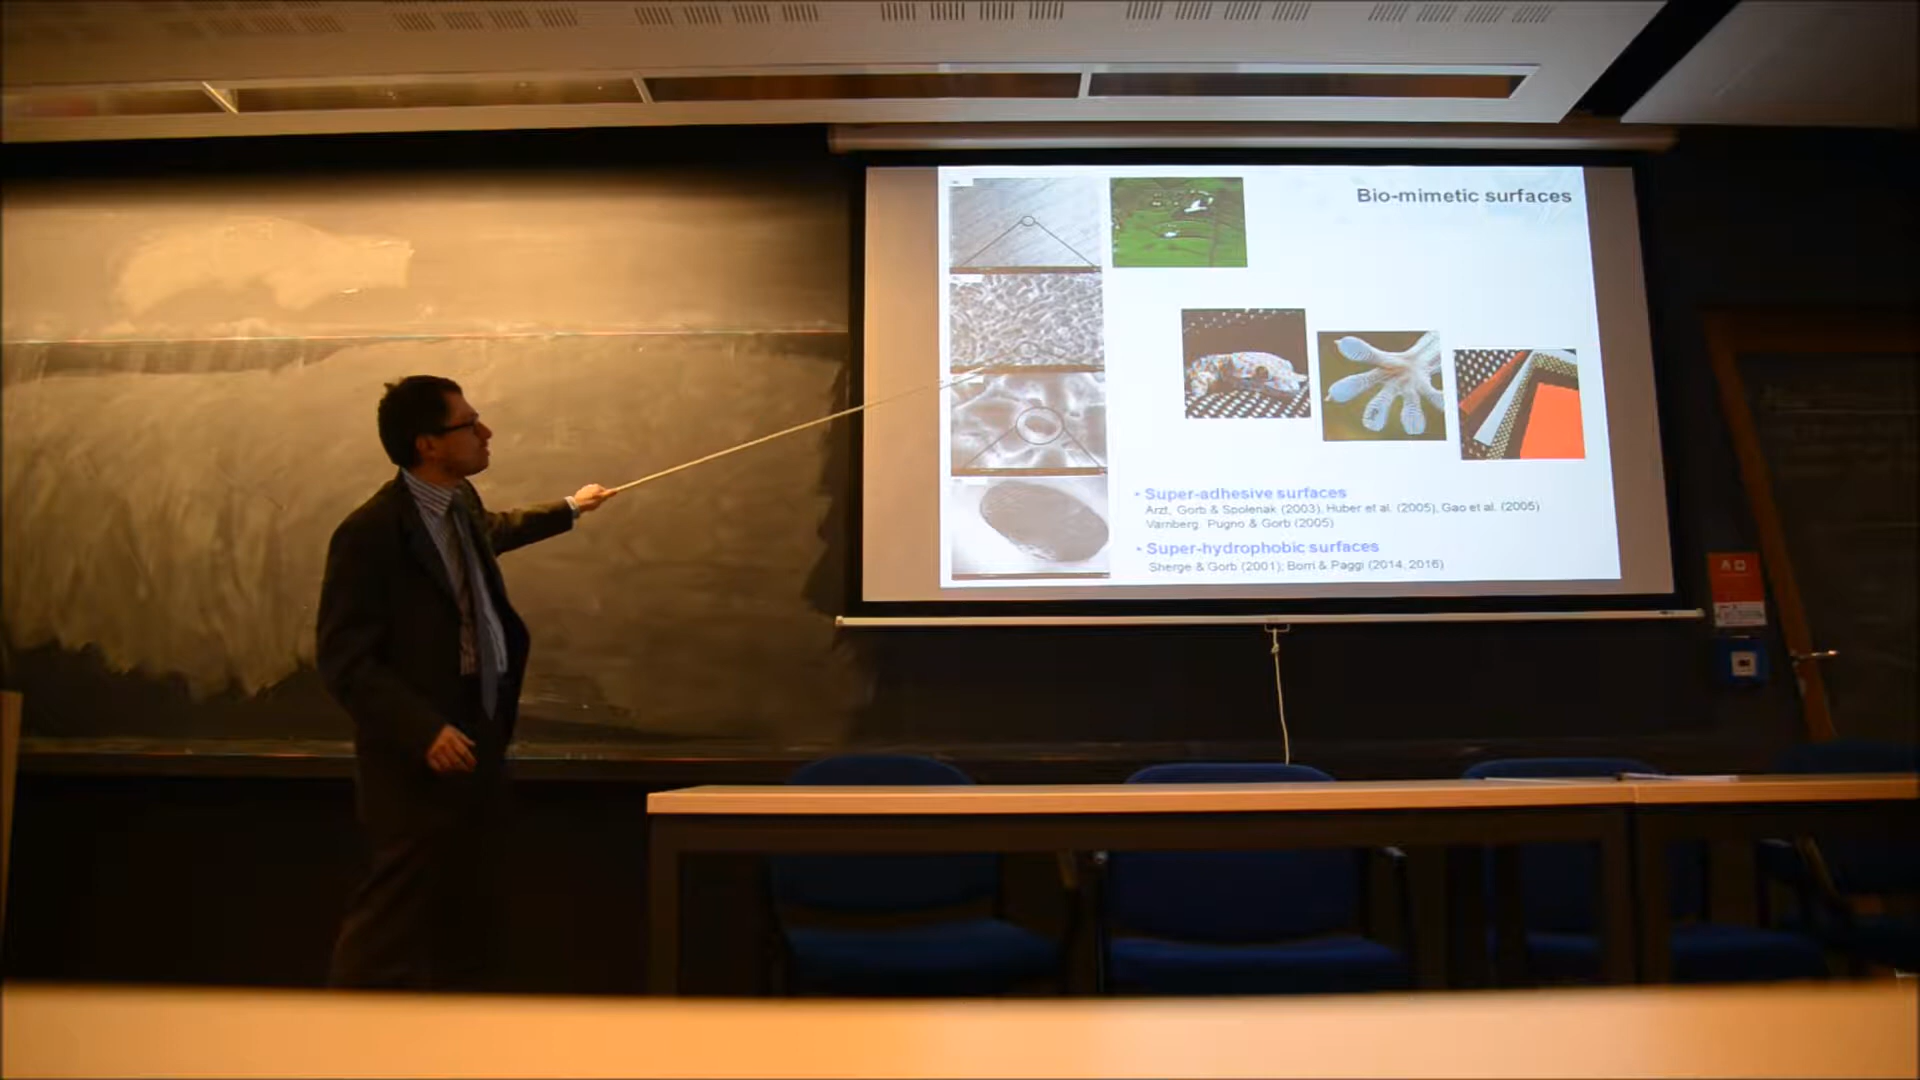 Bio-mimetic surfaces
• Super-adhesive surfaces
Arzt, Gorb & Spolenak (2003), Huber et al. (2005), Gao et al. (2005)
Varnberg, Pugno & Gorb (2005)
• Super-hydrophobic surfaces
Sherge & Gorb (2001); Borri & Paggi (2014, 2016)